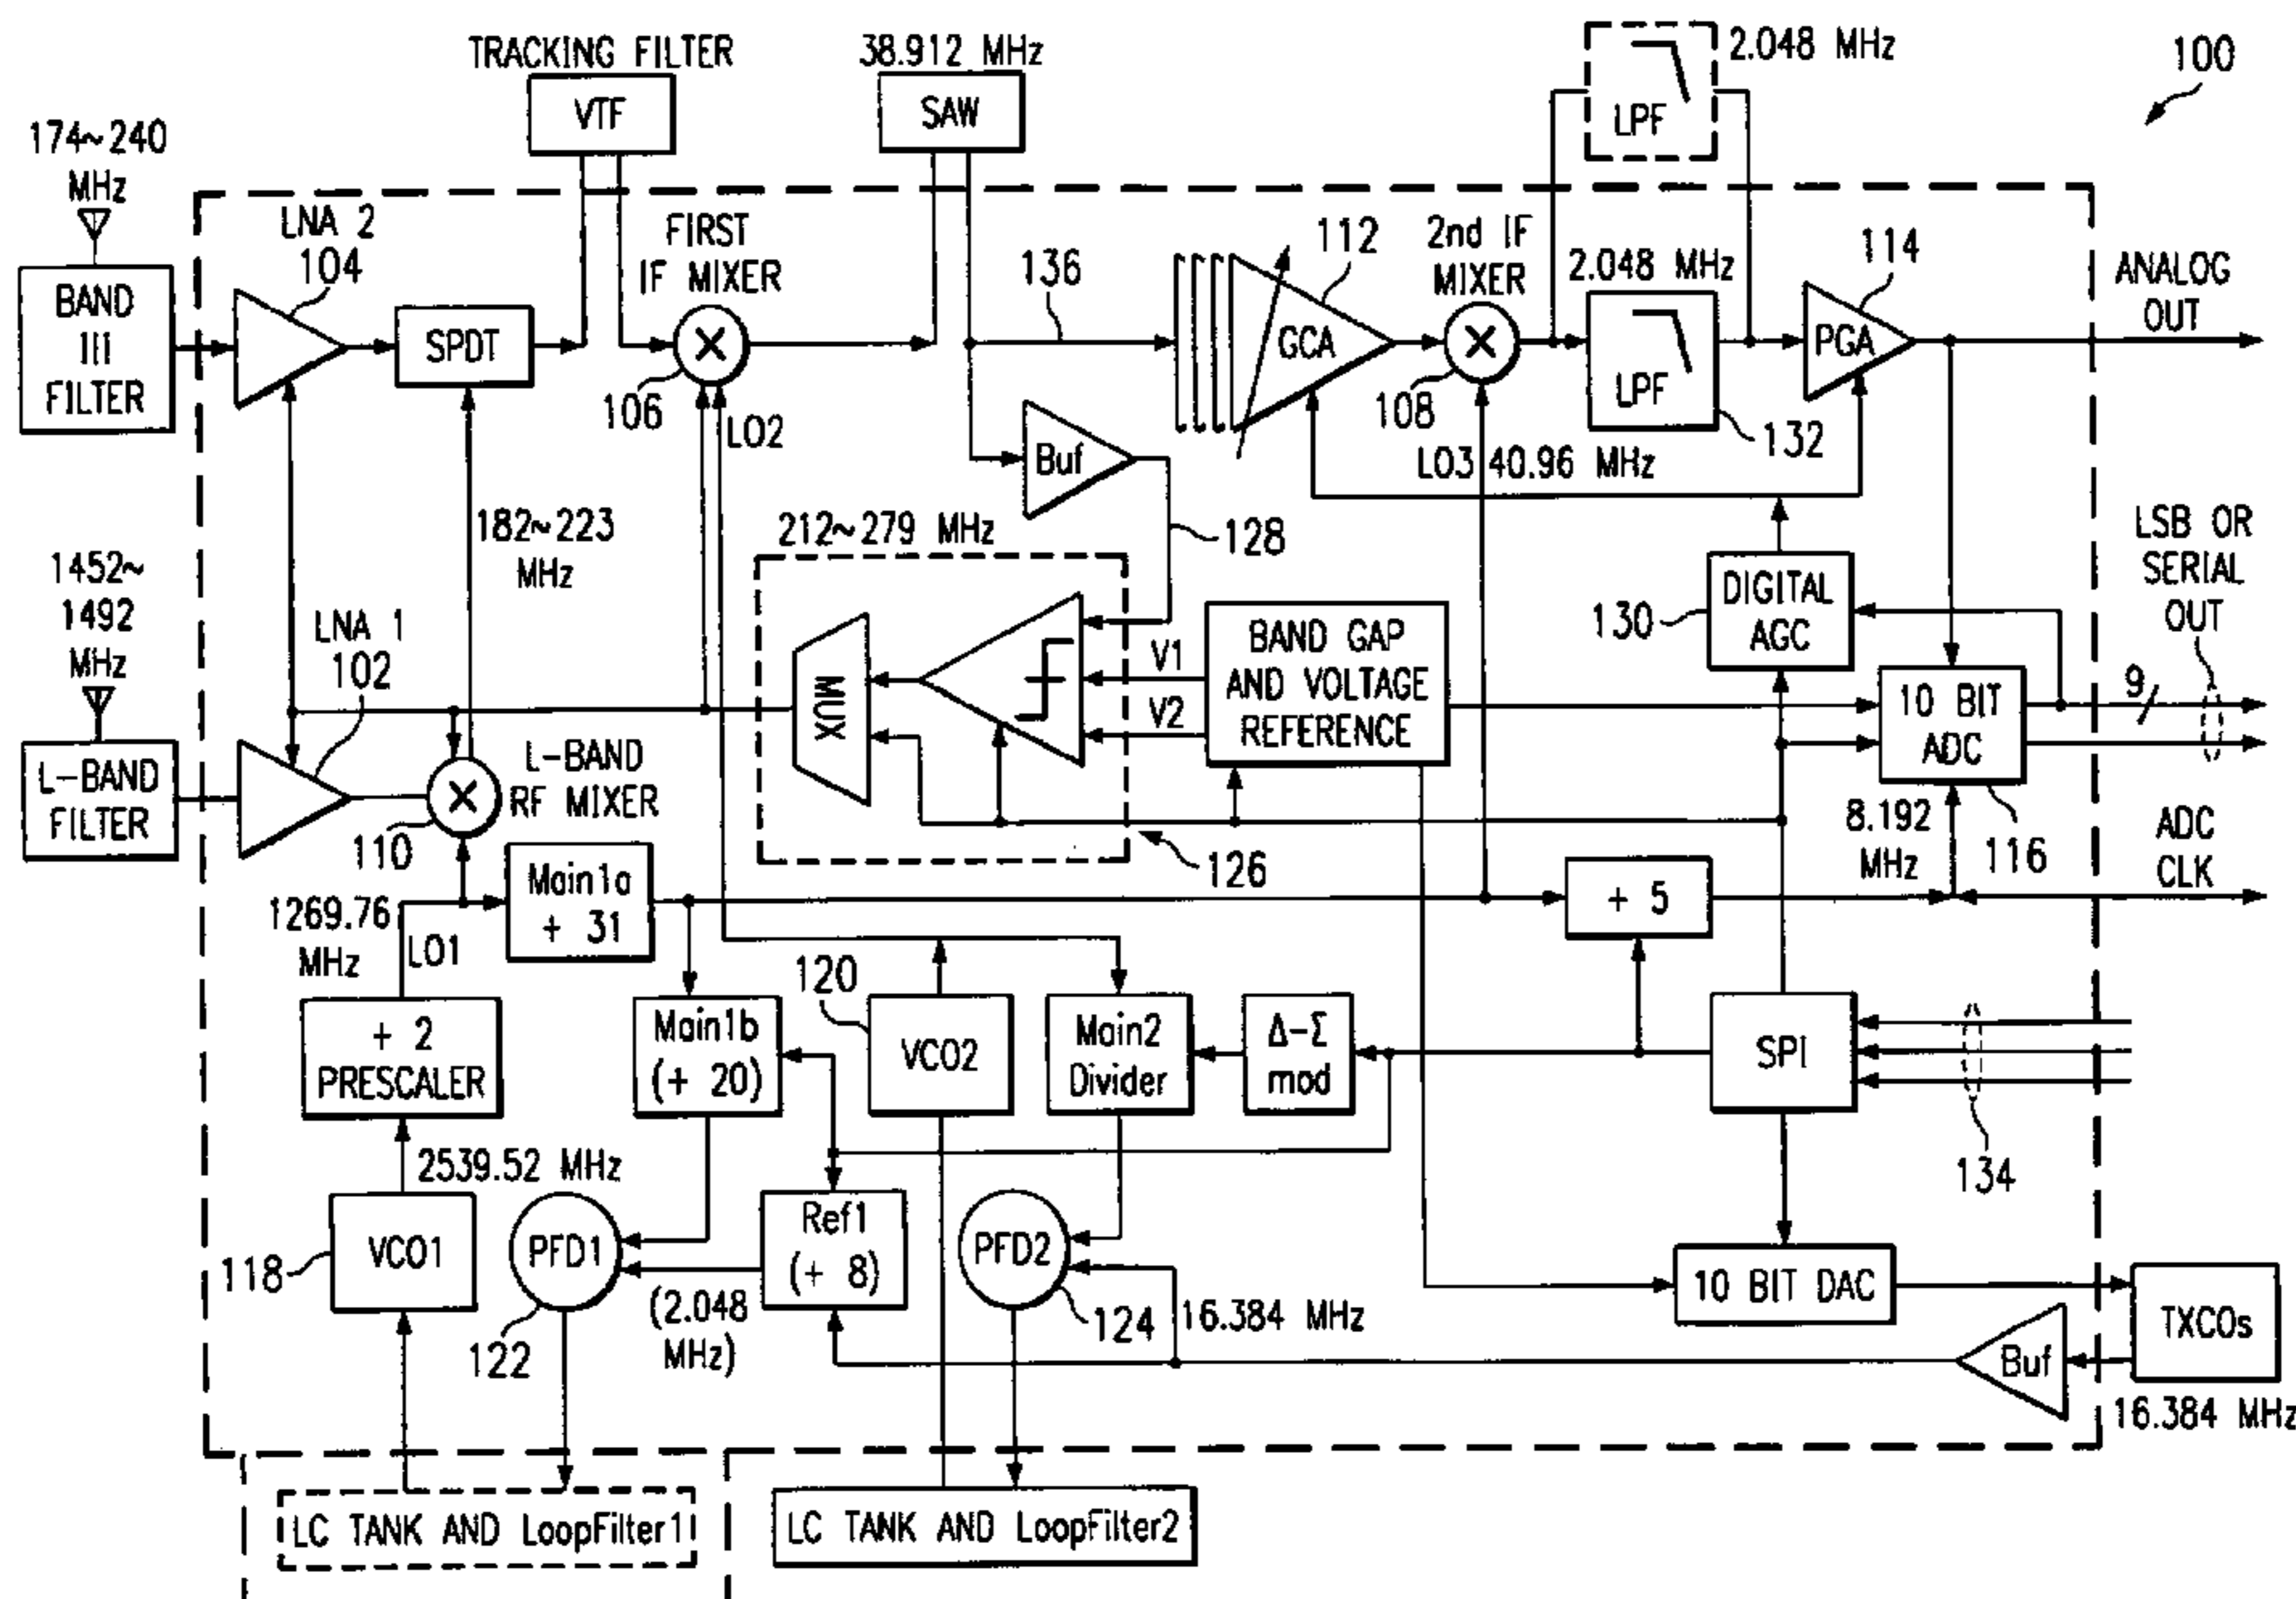 TRACKING FILTER
VTF
38.912 MHz
SAW
2.048 MHz
LPF
100
174~240
MHz
BAND
III
FILTER
LNA 2
104
SPDT
FIRST
IF MIXER
106
LO2
136
Buf
128
112
GCA
2nd IF
MIXER
108
LO3 40.96 MHz
2.048 MHz
LPF
132
114
PGA
ANALOG
OUT
182~223
MHz
212~279 MHz
MUX
V1
V2
BAND GAP
AND VOLTAGE
REFERENCE
126
130
DIGITAL
AGC
LSB OR
SERIAL
OUT
9
10 BIT
ADC
8.192
MHz
116
ADC
CLK
1452~
1492
MHz
L-BAND
FILTER
LNA 1
102
L-BAND
RF MIXER
110
1269.76
MHz
LO1
Main1a
+ 31
+ 5
+ 2
PRESCALER
Main1b
(+ 20)
120
VCO2
Main2
Divider
Δ-Σ
mod
SPI
134
2539.52 MHz
118
VCO1
PFD1
122
(2.048
MHz)
Ref1
(+ 8)
PFD2
124
16.384 MHz
10 BIT DAC
TXCOs
Buf
16.384 MHz
LC TANK AND LoopFilter1
LC TANK AND LoopFilter2